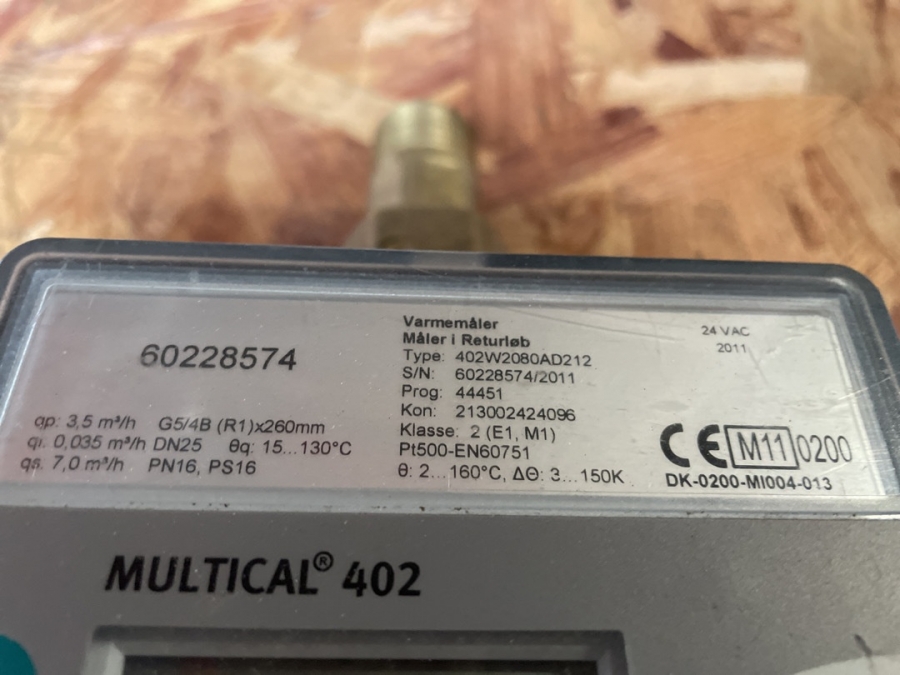 60228574
qp: 3,5 m³/h G5/4B (R1)x260mm
qi: 0,035 m³/h DN25 θq: 15...130°C
qs: 7,0 m³/h PN16, PS16
Varmemåler
Måler i Returløb
Type: 402W2080AD212
S/N: 60228574/2011
Prog: 44451
Kon: 213002424096
Klasse: 2 (E1, M1)
Pt500-EN60751
θ: 2...160°C, ΔΘ: 3...150K
24 VAC
2011
CE M11 0200
DK-0200-MI004-013
MULTICAL® 402